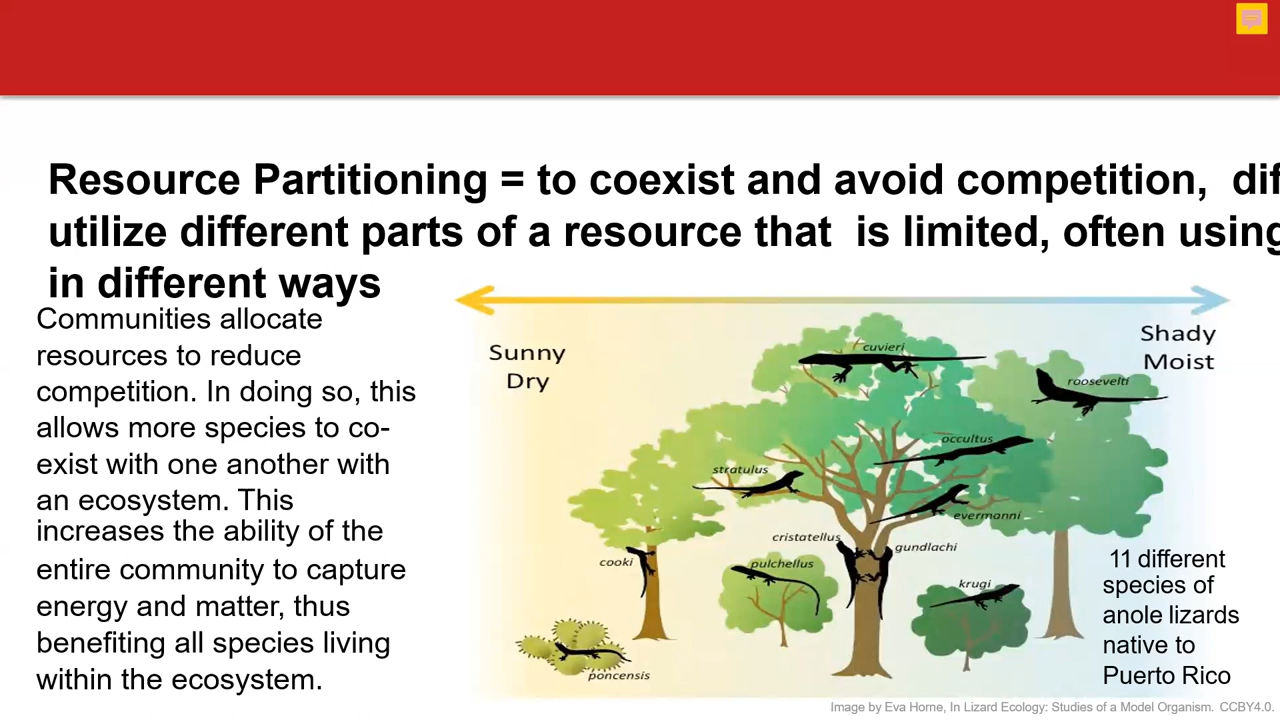 Resource Partitioning = to coexist and avoid competition,  dif
utilize different parts of a resource that  is limited, often using
in different ways
Communities allocate
resources to reduce
competition. In doing so, this
allows more species to co-
exist with one another with
an ecosystem. This
increases the ability of the
entire community to capture
energy and matter, thus
benefiting all species living
within the ecosystem.
Sunny
Dry
Shady
Moist
cuvieri
roosevelti
occultus
stratulus
evermanni
cristatellus
gundlachi
cooki
pulchellus
krugi
poncensis
11 different
species of
anole lizards
native to
Puerto Rico
Image by Eva Horne, In Lizard Ecology: Studies of a Model Organism. CCBY4.0.